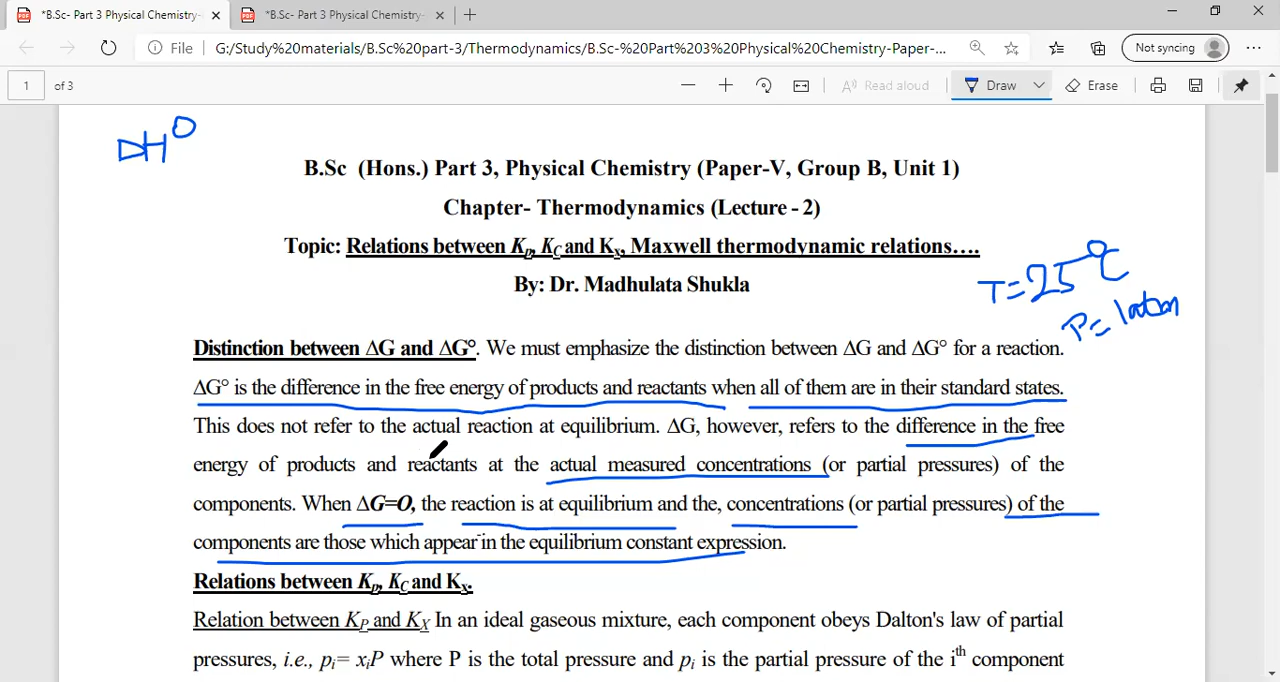 *B.Sc- Part 3 Physical Chemistry-
*B.Sc- Part 3 Physical Chemistry-
File
G:/Study%20materials/B.Sc%20part-3/Thermodynamics/B.Sc-%20Part%203%20Physical%20Chemistry-Paper-...
Not syncing
1 of 3
Read aloud
Draw
Erase
ΔH°
B.Sc (Hons.) Part 3, Physical Chemistry (Paper-V, Group B, Unit 1)
Chapter- Thermodynamics (Lecture - 2)
Topic: Relations between Kp, KC and Kx, Maxwell thermodynamic relations….
By: Dr. Madhulata Shukla
T=25°C
P=1atm
Distinction between ΔG and ΔG°. We must emphasize the distinction between ΔG and ΔG° for a reaction.
ΔG° is the difference in the free energy of products and reactants when all of them are in their standard states.
This does not refer to the actual reaction at equilibrium. ΔG, however, refers to the difference in the free
energy of products and reactants at the actual measured concentrations (or partial pressures) of the
components. When ΔG=O, the reaction is at equilibrium and the, concentrations (or partial pressures) of the
components are those which appear in the equilibrium constant expression.
Relations between Kp, KC and Kx.
Relation between KP and KX In an ideal gaseous mixture, each component obeys Dalton's law of partial
pressures, i.e., pi= xiP where P is the total pressure and pi is the partial pressure of the ith component